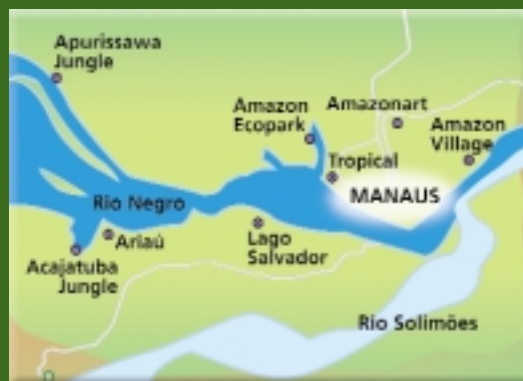 Apurissawa
Jungle
Amazon
Ecopark
Amazonart
Amazon
Village
Tropical
MANAUS
Rio Negro
Ariaú
Lago
Salvador
Acajatuba
Jungle
Rio Solimões